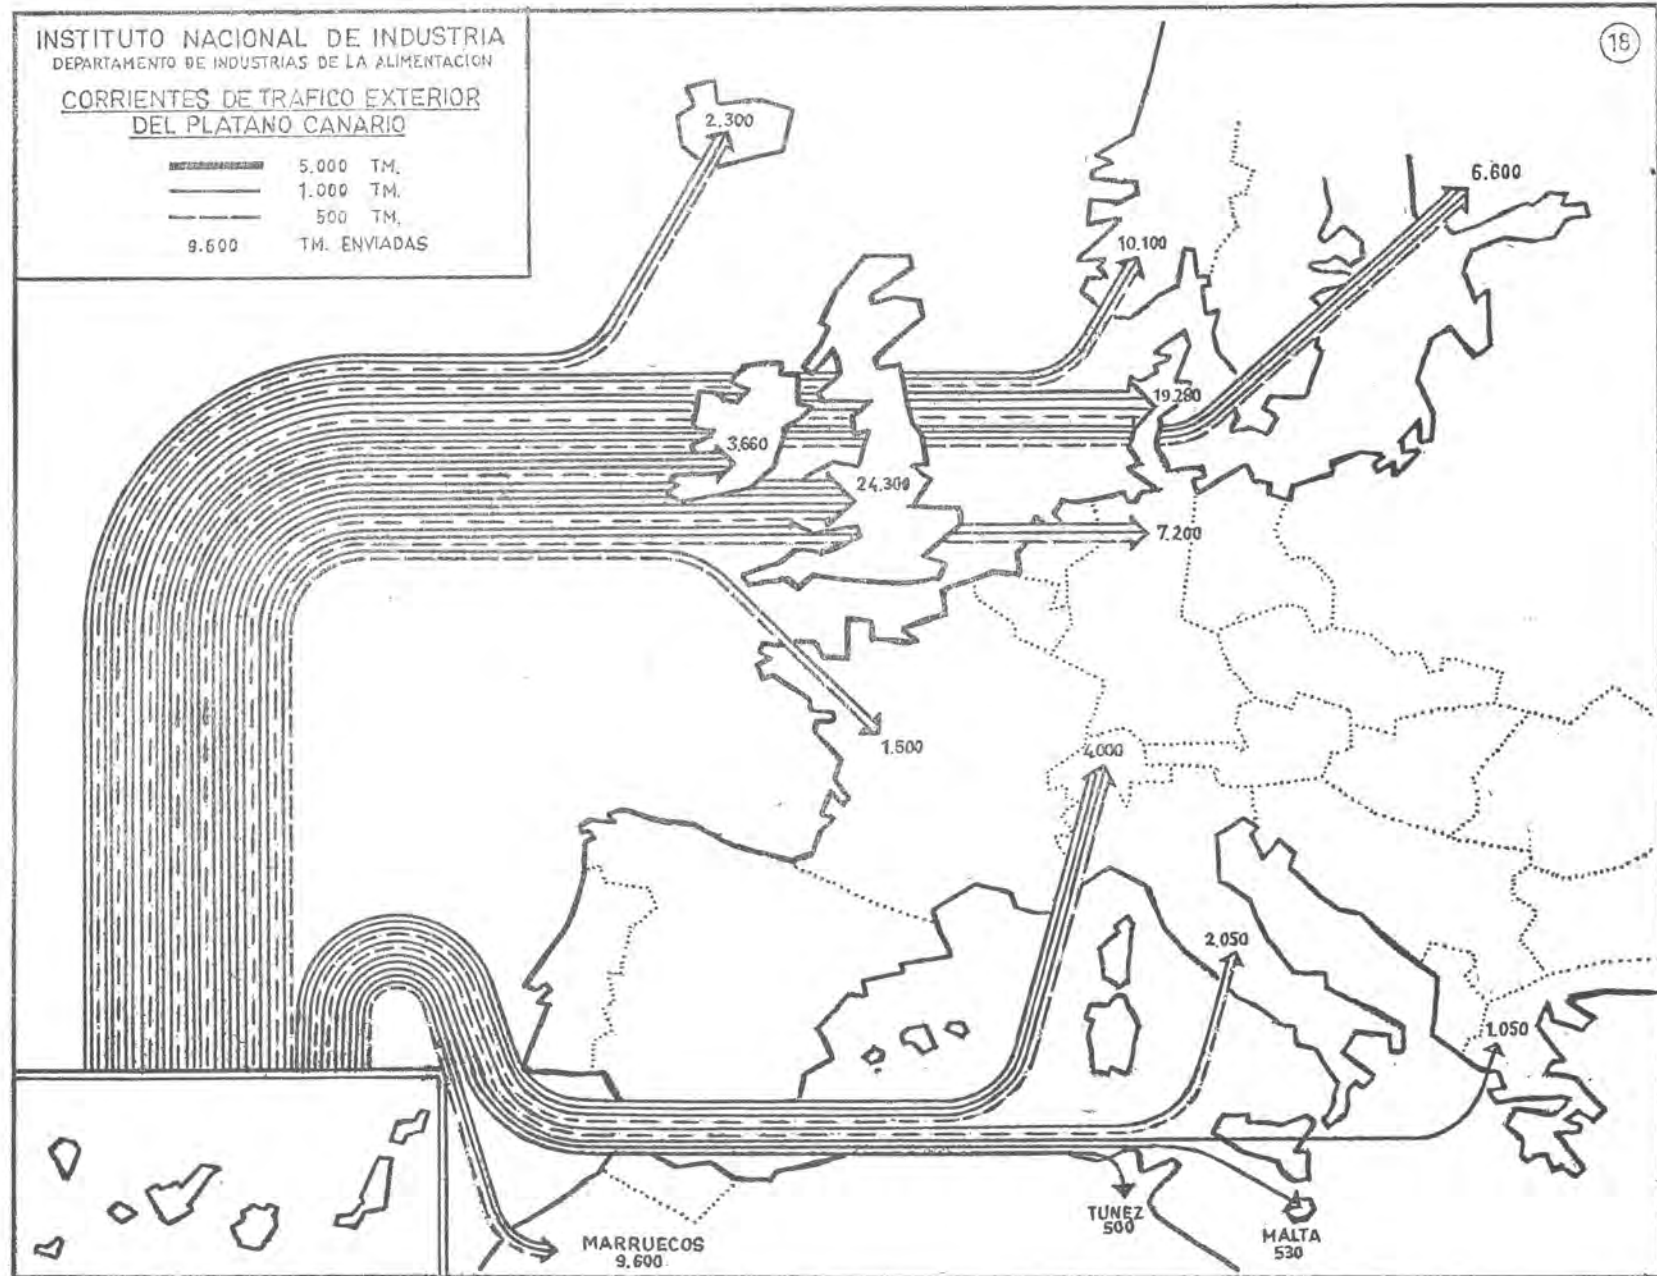 INSTITUTO NACIONAL DE INDUSTRIA
DEPARTAMENTO DE INDUSTRIAS DE LA ALIMENTACION
CORRIENTES DE TRAFICO EXTERIOR
DEL PLATANO CANARIO
5.000 TM.
1.000 TM.
500 TM.
9.600 TM. ENVIADAS
18
2.300
6.600
10.100
19.280
3.660
24.300
7.200
1.500
4.000
2.050
1.050
TUNEZ
500
MALTA
530
MARRUECOS
9.600